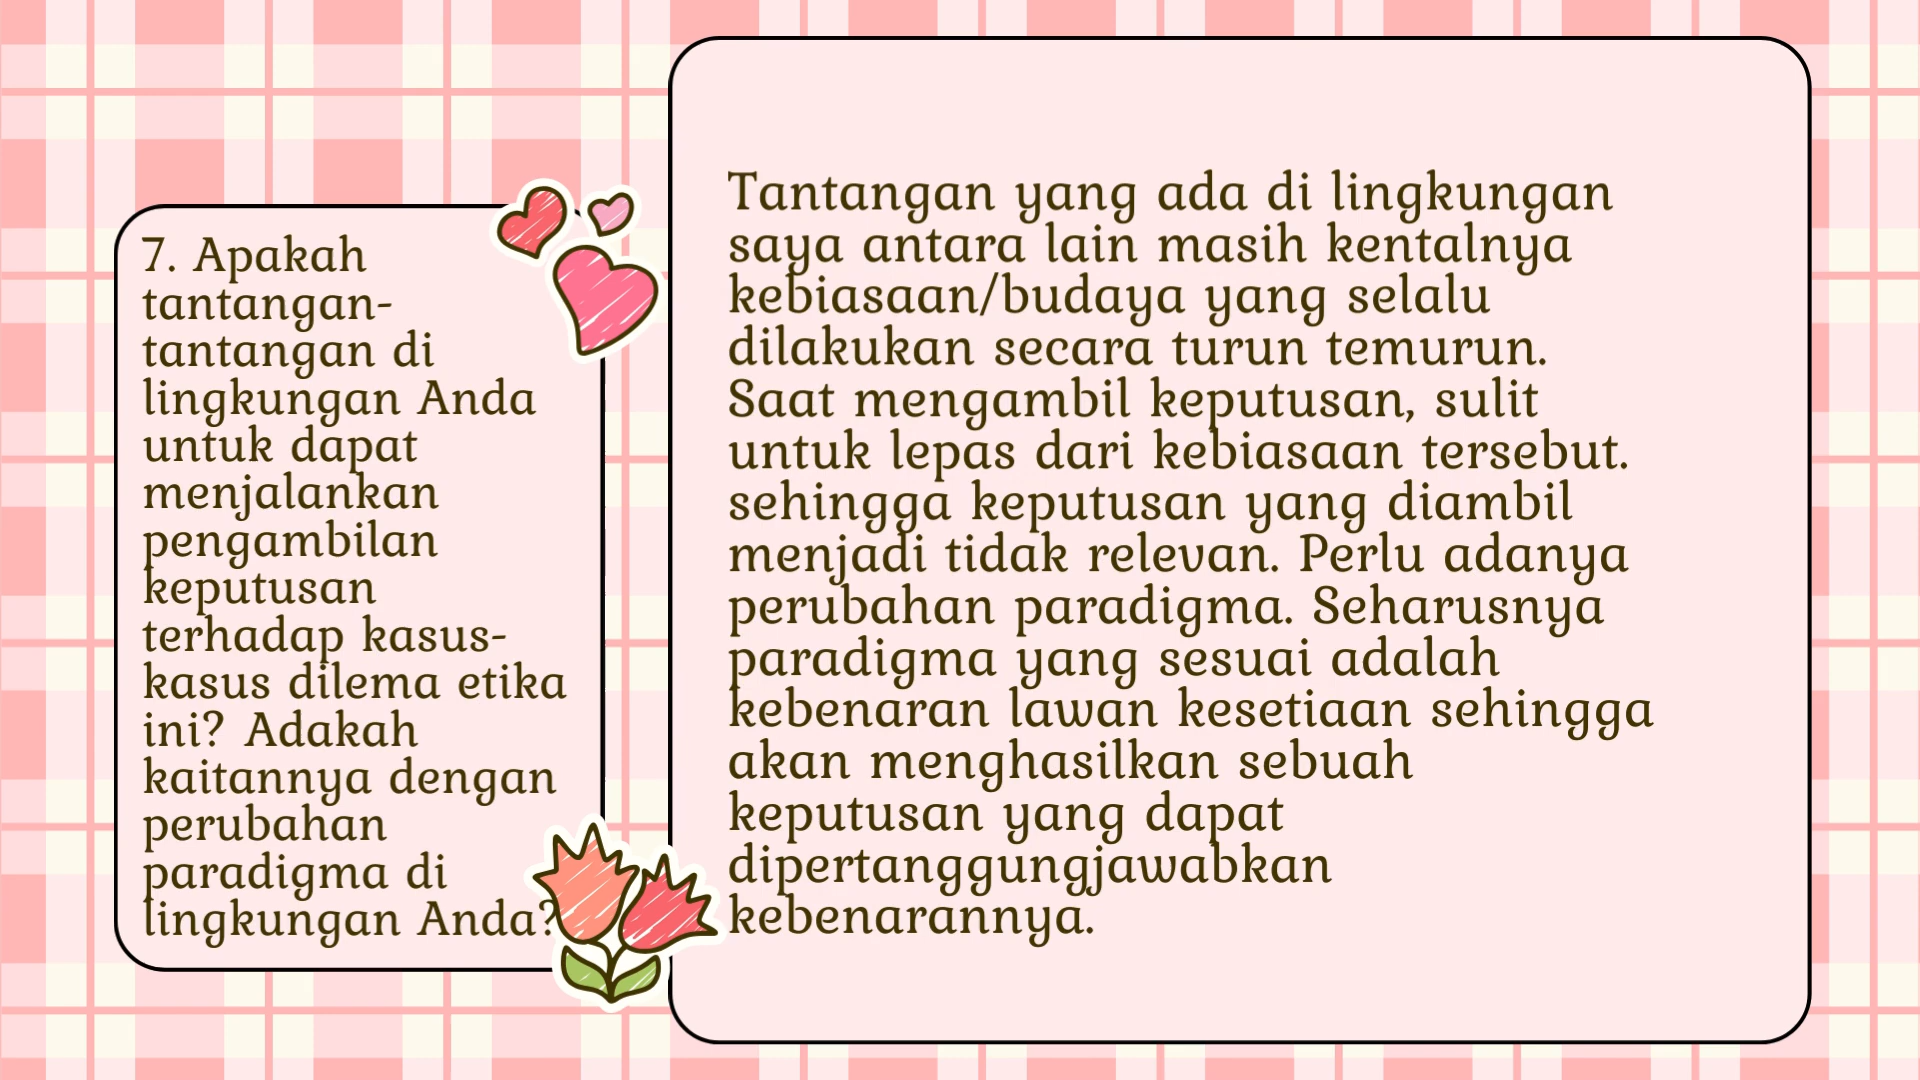 7. Apakah
tantangan-
tantangan di
lingkungan Anda
untuk dapat
menjalankan
pengambilan
keputusan
terhadap kasus-
kasus dilema etika
ini? Adakah
kaitannya dengan
perubahan
paradigma di
lingkungan Anda?
Tantangan yang ada di lingkungan
saya antara lain masih kentalnya
kebiasaan/budaya yang selalu
dilakukan secara turun temurun.
Saat mengambil keputusan, sulit
untuk lepas dari kebiasaan tersebut.
sehingga keputusan yang diambil
menjadi tidak relevan. Perlu adanya
perubahan paradigma. Seharusnya
paradigma yang sesuai adalah
kebenaran lawan kesetiaan sehingga
akan menghasilkan sebuah
keputusan yang dapat
dipertanggungjawabkan
kebenarannya.